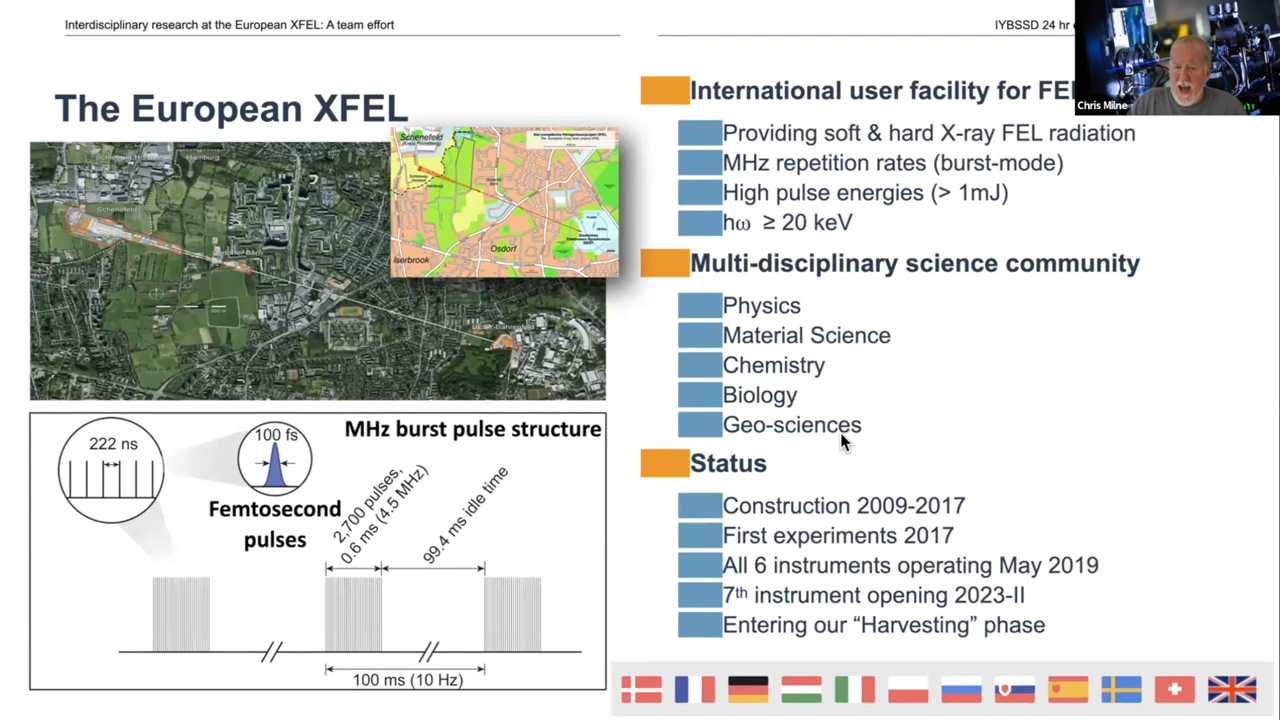 Interdisciplinary research at the European XFEL: A team effort
IYBSSD 24 hr
Chris Milne
The European XFEL
Schenefeld
Hamburg
Schenefeld
Osdorf
Iserbrook
222 ns
100 fs
MHz burst pulse structure
Femtosecond
pulses
2,700 pulses,
0.6 ms (4.5 MHz)
99.4 ms idle time
100 ms (10 Hz)
International user facility for FEL
Providing soft & hard X-ray FEL radiation
MHz repetition rates (burst-mode)
High pulse energies (> 1mJ)
hω ≥ 20 keV
Multi-disciplinary science community
Physics
Material Science
Chemistry
Biology
Geo-sciences
Status
Construction 2009-2017
First experiments 2017
All 6 instruments operating May 2019
7th instrument opening 2023-II
Entering our “Harvesting” phase